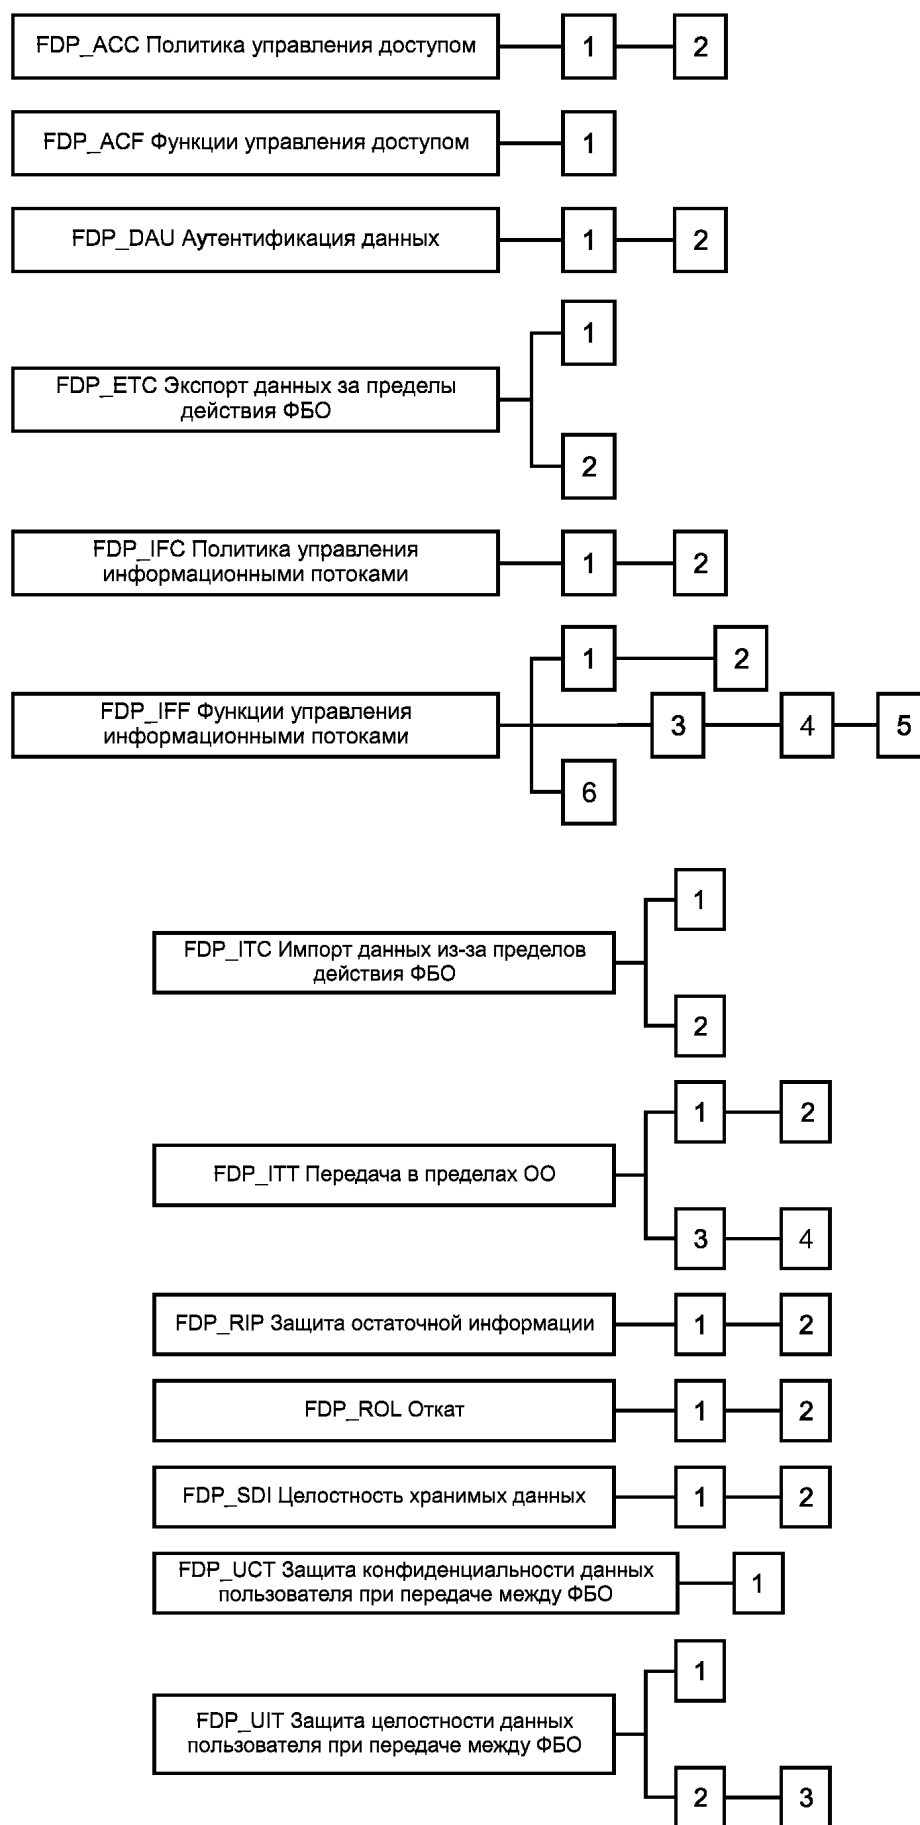 FDP_ACC Политика управления доступом 1 2
FDP_ACF Функции управления доступом 1
FDP_DAU Аутентификация данных 1 2
1
FDP_ETC Экспорт данных за пределы
действия ФБО
2
FDP_IFC Политика управления
информационными потоками
1 2
1 2
FDP_IFF Функции управления
информационными потоками
3 4 5
6
1
FDP_ITC Импорт данных из-за пределов
действия ФБО
2
1 2
FDP_ITT Передача в пределах ОО
3 4
FDP_RIP Защита остаточной информации 1 2
FDP_ROL Откат 1 2
FDP_SDI Целостность хранимых данных 1 2
FDP_UCT Защита конфиденциальности данных
пользователя при передаче между ФБО
1
1
FDP_UIT Защита целостности данных
пользователя при передаче между ФБО
2 3